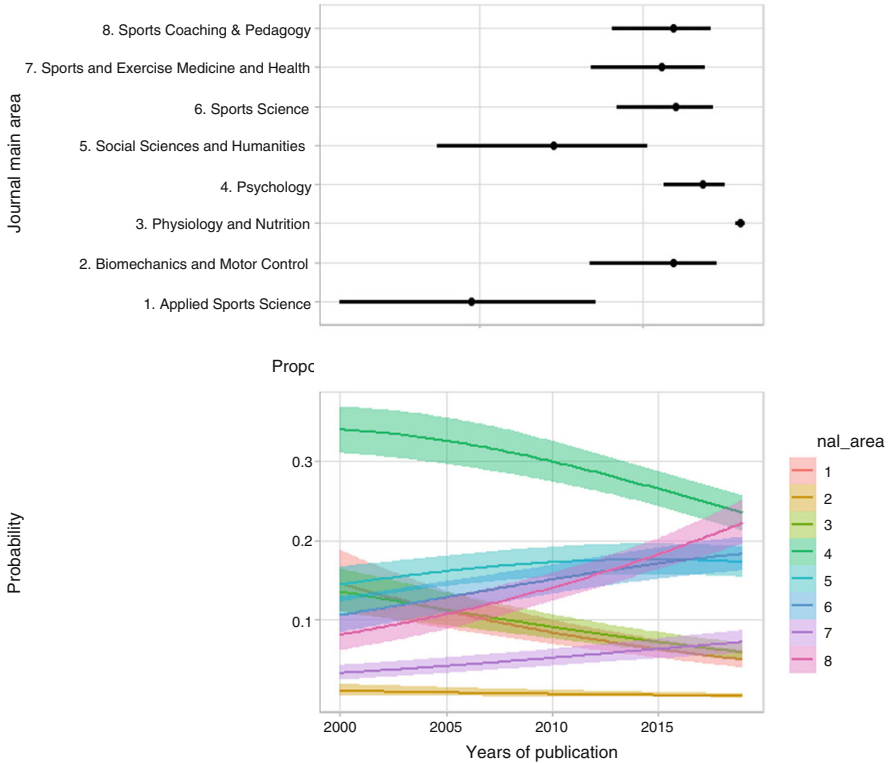 Journal main area
8. Sports Coaching & Pedagogy
7. Sports and Exercise Medicine and Health
6. Sports Science
5. Social Sciences and Humanities
4. Psychology
3. Physiology and Nutrition
2. Biomechanics and Motor Control
1. Applied Sports Science
Propc
Probability
0.3
0.2
0.1
2000 2005 2010 2015
Years of publication
nal_area
1
2
3
4
5
6
7
8